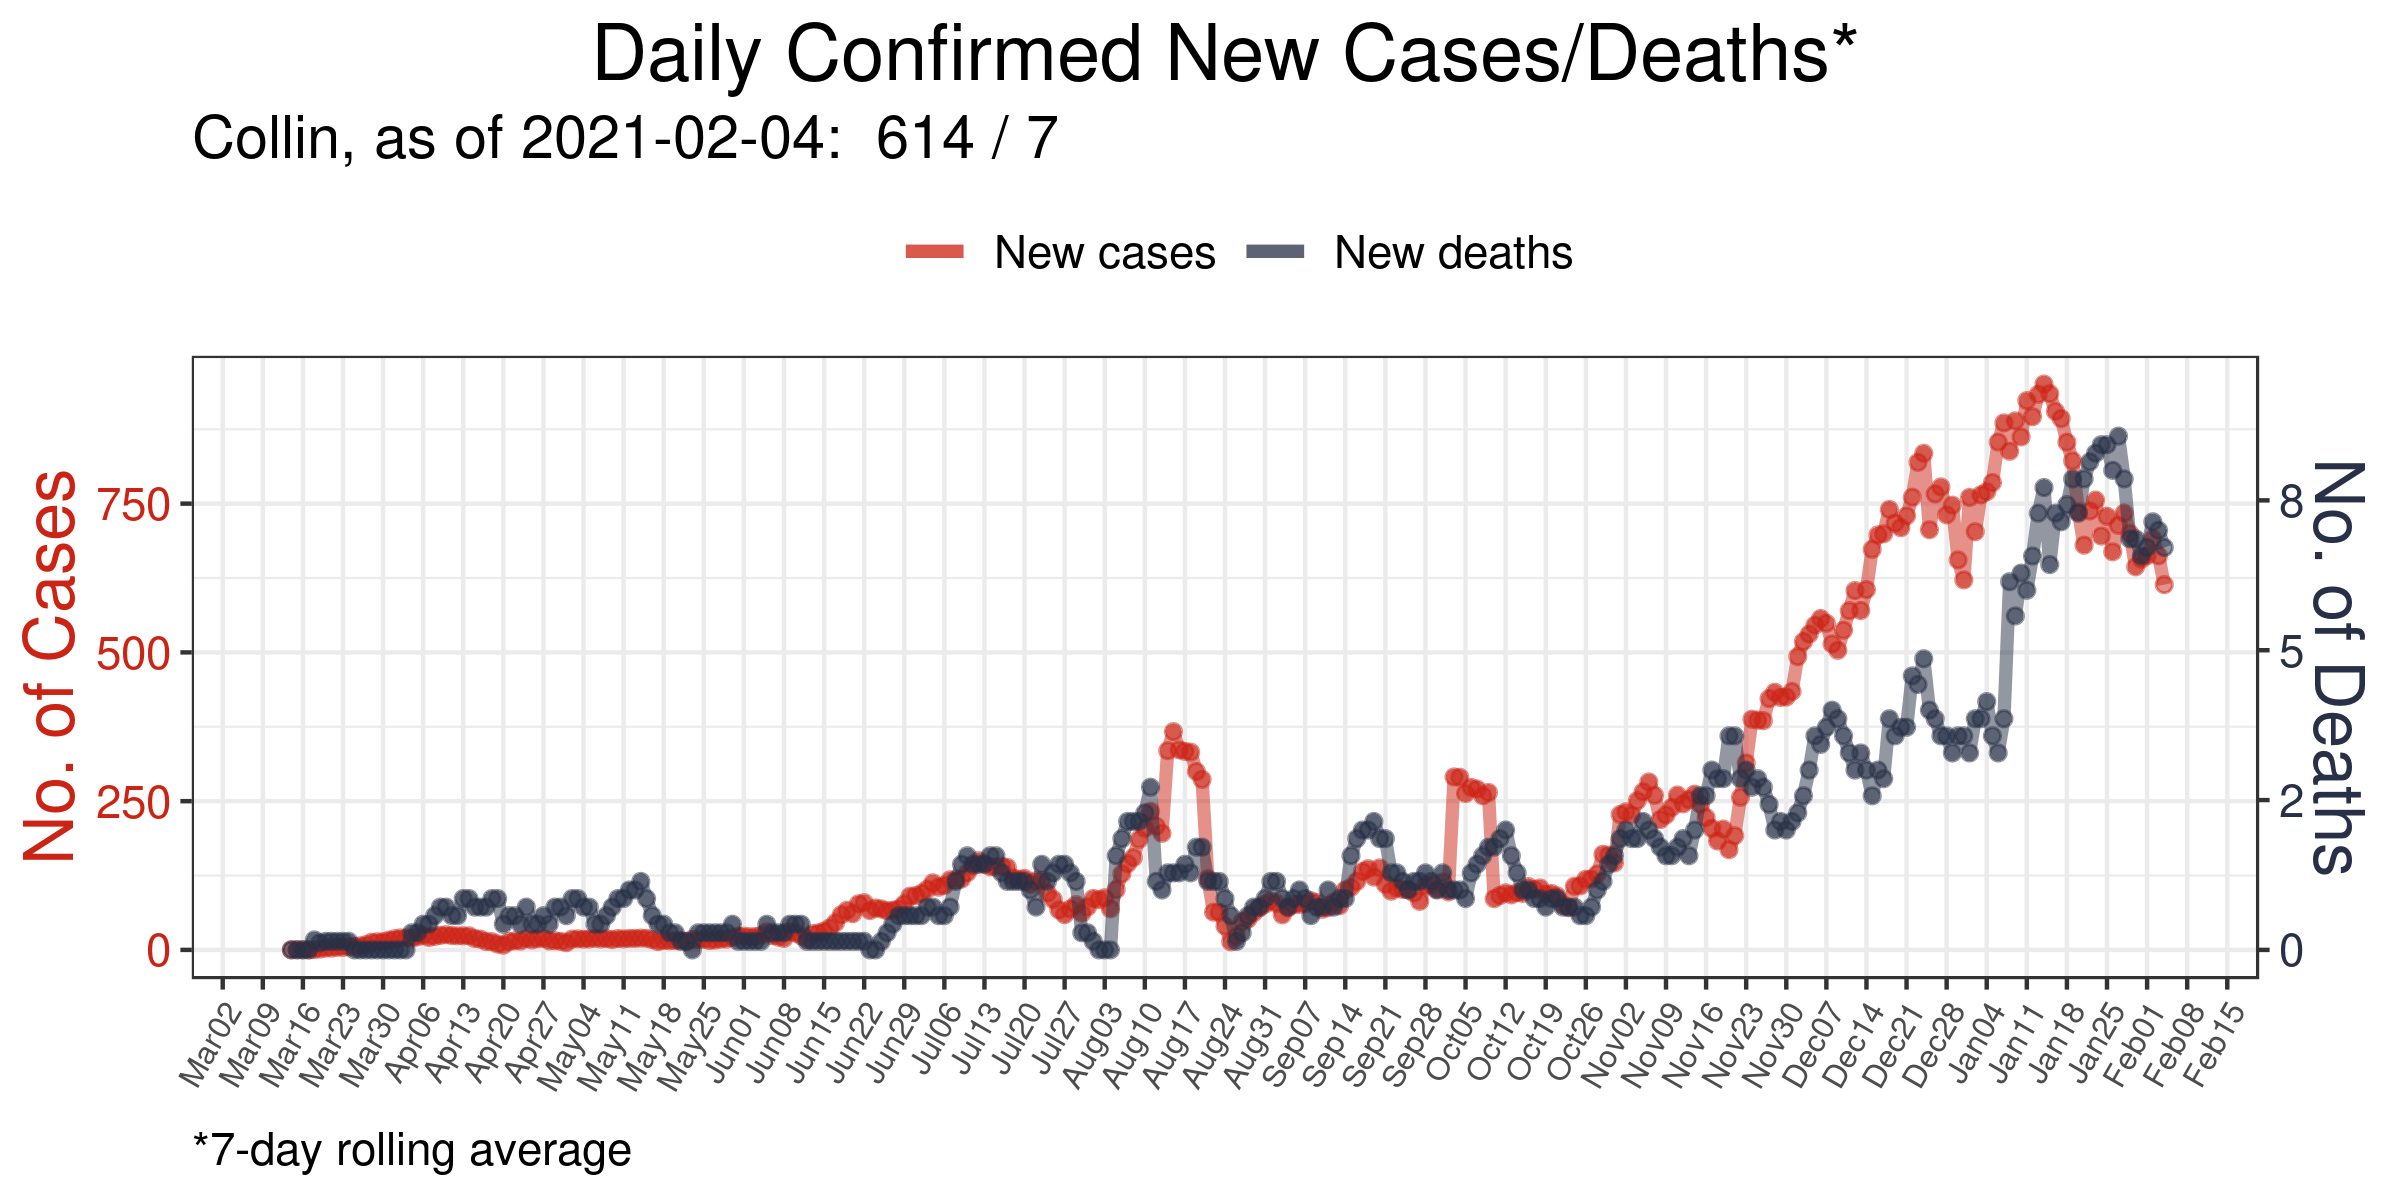 Daily Confirmed New Cases/Deaths*
Collin, as of 2021-02-04:  614 / 7
New cases
New deaths
No. of Cases
750
500
250
0
8
5
2
0
No. of Deaths
Mar02
Mar09
Mar16
Mar23
Mar30
Apr06
Apr13
Apr20
Apr27
May04
May11
May18
May25
Jun01
Jun08
Jun15
Jun22
Jun29
Jul06
Jul13
Jul20
Jul27
Aug03
Aug10
Aug17
Aug24
Aug31
Sep07
Sep14
Sep21
Sep28
Oct05
Oct12
Oct19
Oct26
Nov02
Nov09
Nov16
Nov23
Nov30
Dec07
Dec14
Dec21
Dec28
Jan04
Jan11
Jan18
Jan25
Feb01
Feb08
Feb15
*7-day rolling average